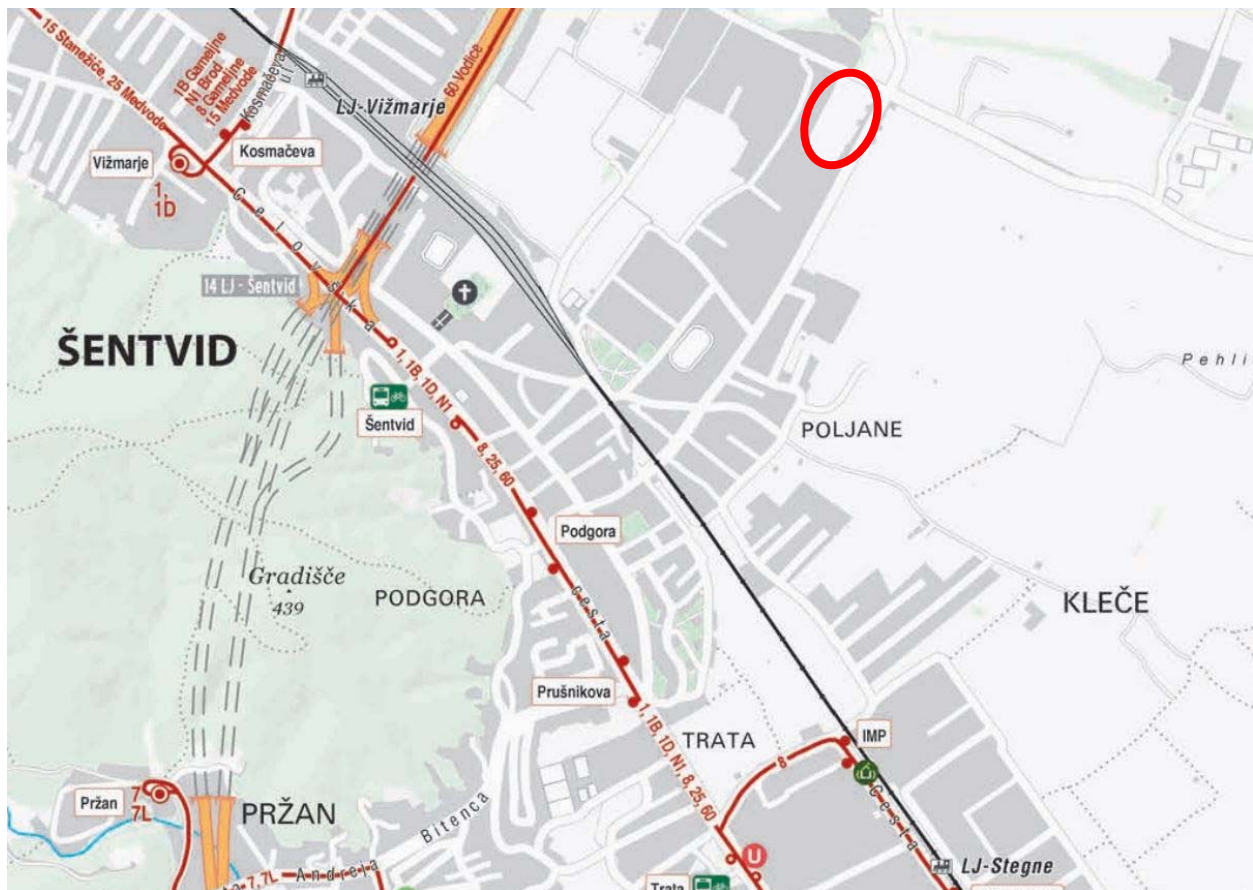 15 Stanežiče, 25 Medvode
1B Gameljne
N1 Brod
8 Gameljne
15 Medvode
Kosmačeva ul.
60 Vodice
LJ-Vižmarje
Vižmarje
Kosmačeva
1,
1D
Celovška
14 LJ - Šentvid
ŠENTVID
1, 1B, 1D, N1
Šentvid
8, 25, 60
Pehli
POLJANE
Podgora
Gradišče
439
PODGORA
cesta
KLEČE
Prušnikova
1, 1B, 1D, N1, 8, 25, 60
TRATA
IMP
8
Pržan
7
7L
PRŽAN
Bitenca
Cesta
U
LJ-Stegne
7, 7L
Andreja
Trata